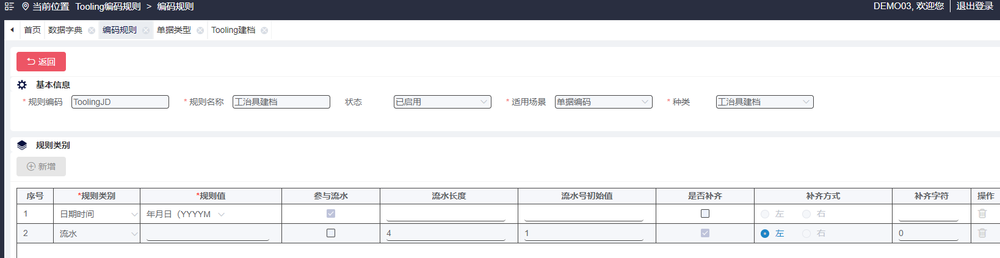 当前位置 Tooling编码规则 > 编码规则 DEMO03, 欢迎您 退出登录
首页 数据字典 编码规则 单据类型 Tooling建档
返回
基本信息
* 规则编码 ToolingJD * 规则名称 工治具建档 状态 已启用 * 适用场景 单据编码 * 种类 工治具建档
规则类别
新增
序号 *规则类别 *规则值 参与流水 流水长度 流水号初始值 是否补齐 补齐方式 补齐字符 操作
1 日期时间 年月日（YYYYM 左 右
2 流水 4 1 左 右 0